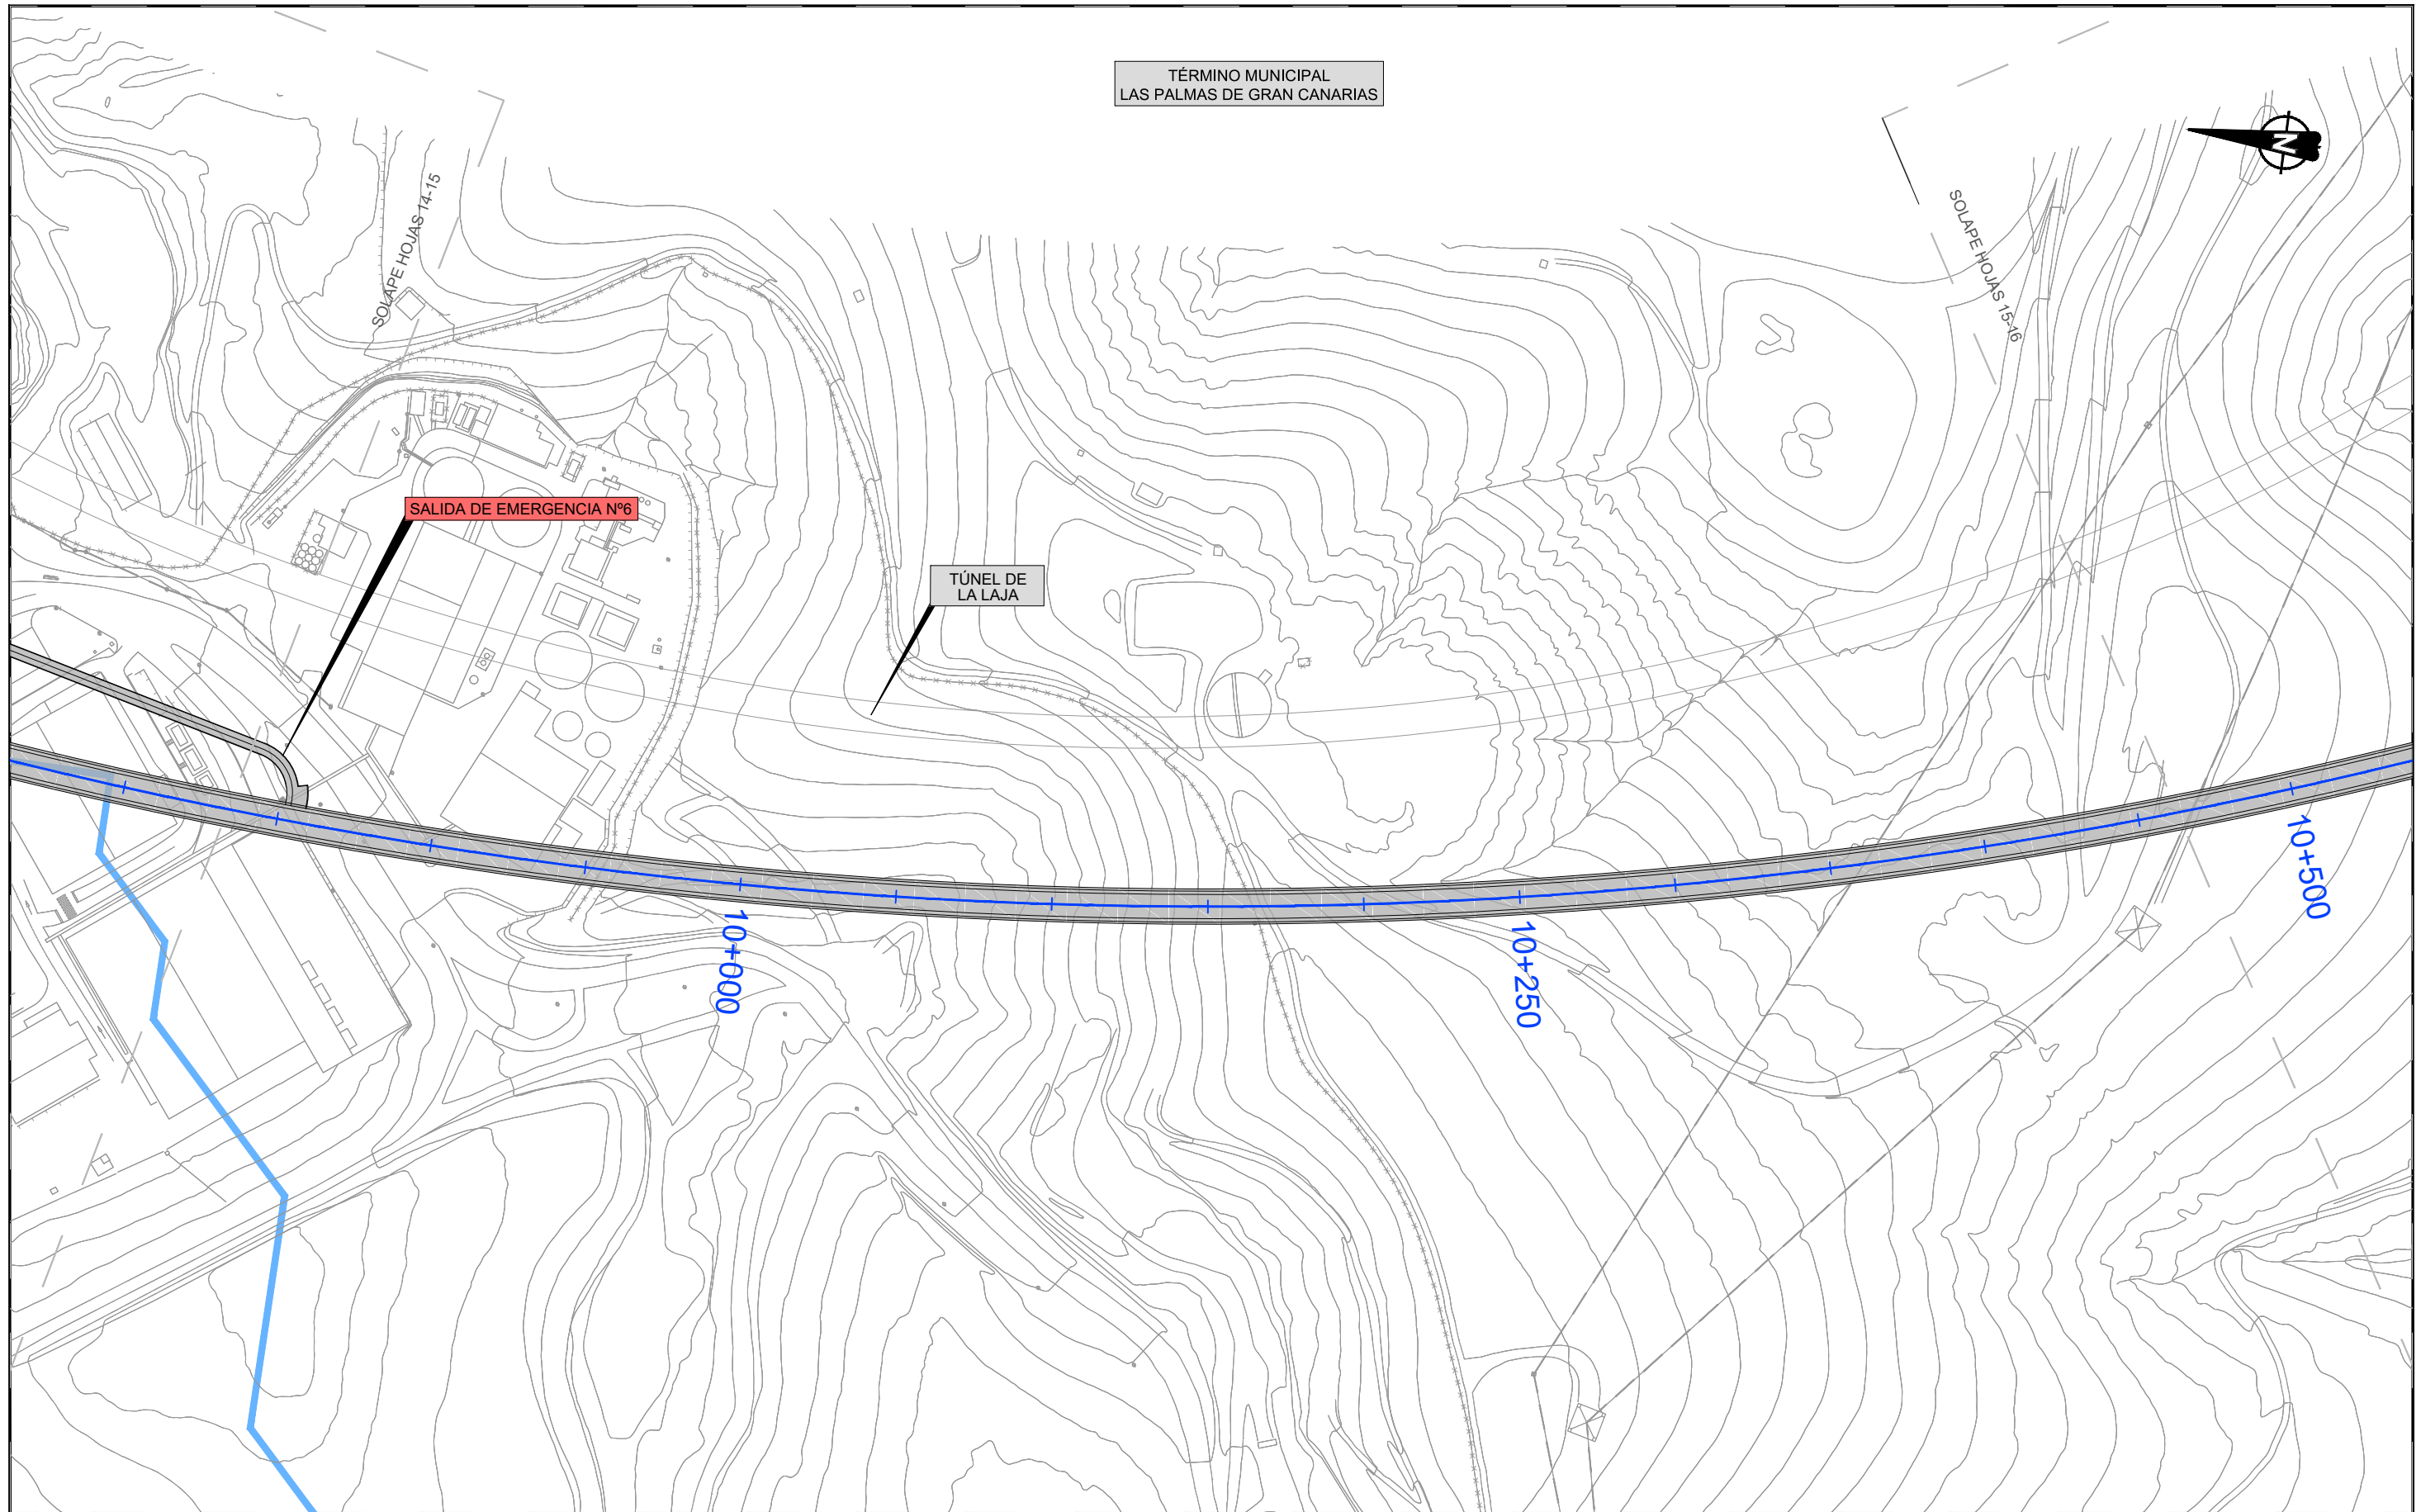 TÉRMINO MUNICIPAL
LAS PALMAS DE GRAN CANARIAS
N
SOLAPE HOJAS 14-15
SOLAPE HOJAS 15-16
SALIDA DE EMERGENCIA Nº6
TÚNEL DE
LA LAJA
10+000
10+250
10+500